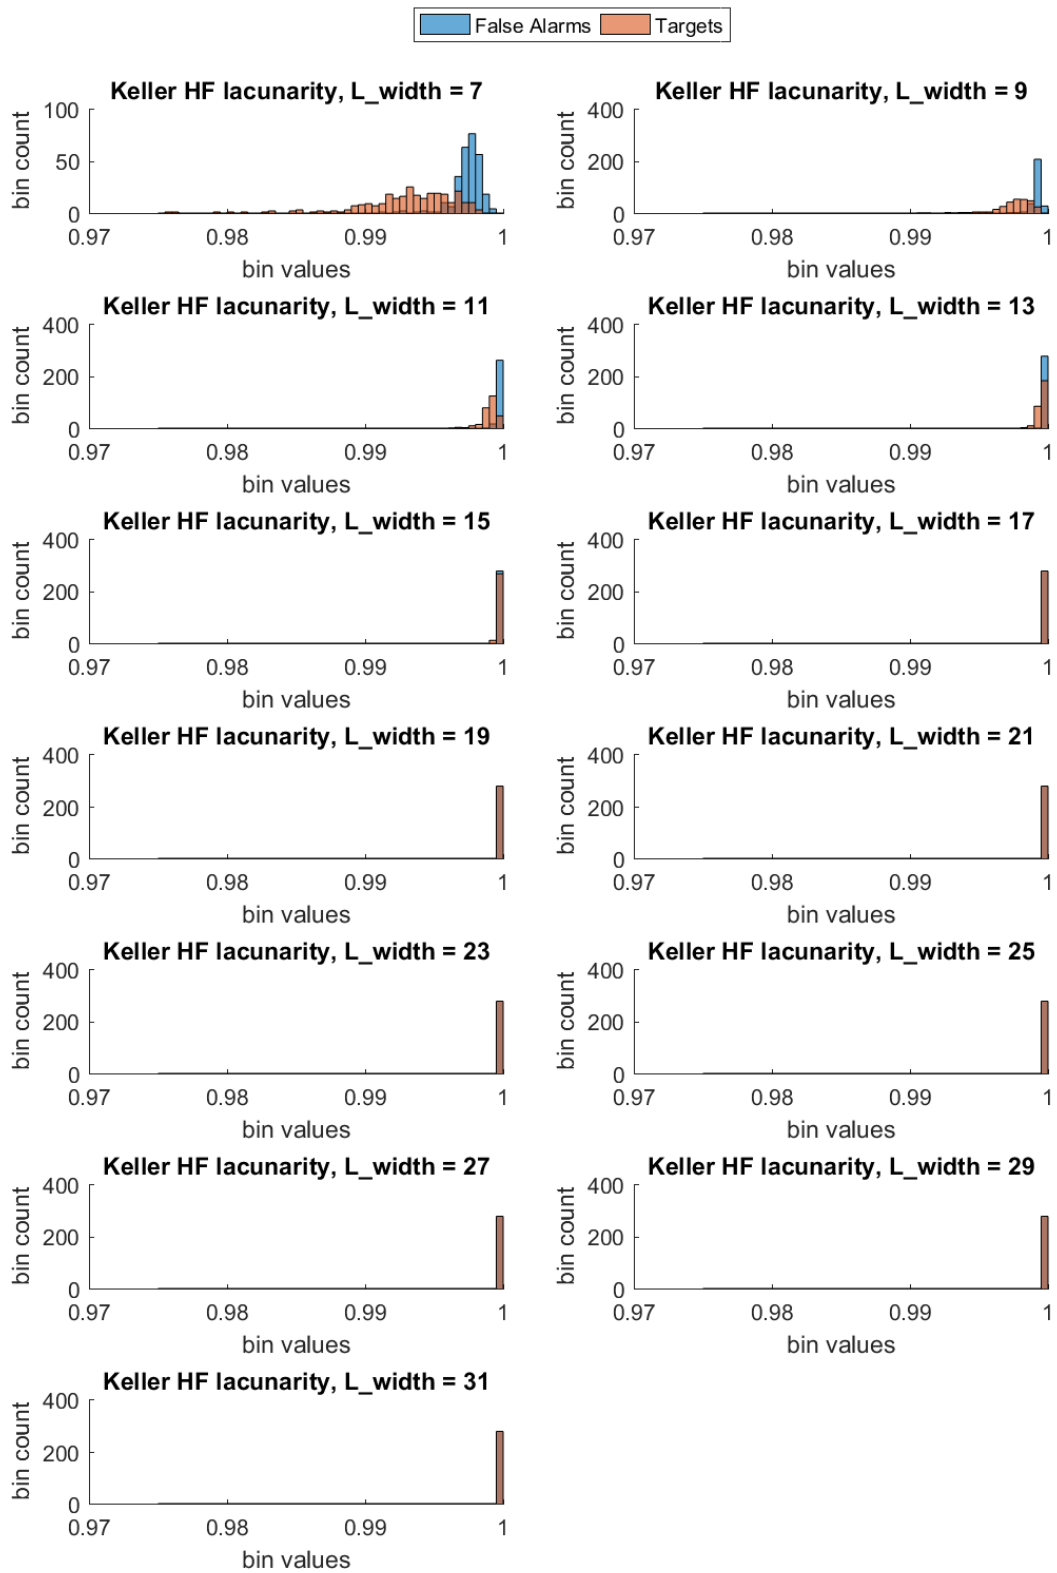 False Alarms Targets
Keller HF lacunarity, L_width = 7
100
50
0
bin count
0.97 0.98 0.99 1
bin values
Keller HF lacunarity, L_width = 9
400
200
0
bin count
0.97 0.98 0.99 1
bin values
Keller HF lacunarity, L_width = 11
400
200
0
bin count
0.97 0.98 0.99 1
bin values
Keller HF lacunarity, L_width = 13
400
200
0
bin count
0.97 0.98 0.99 1
bin values
Keller HF lacunarity, L_width = 15
400
200
0
bin count
0.97 0.98 0.99 1
bin values
Keller HF lacunarity, L_width = 17
400
200
0
bin count
0.97 0.98 0.99 1
bin values
Keller HF lacunarity, L_width = 19
400
200
0
bin count
0.97 0.98 0.99 1
bin values
Keller HF lacunarity, L_width = 21
400
200
0
bin count
0.97 0.98 0.99 1
bin values
Keller HF lacunarity, L_width = 23
400
200
0
bin count
0.97 0.98 0.99 1
bin values
Keller HF lacunarity, L_width = 25
400
200
0
bin count
0.97 0.98 0.99 1
bin values
Keller HF lacunarity, L_width = 27
400
200
0
bin count
0.97 0.98 0.99 1
bin values
Keller HF lacunarity, L_width = 29
400
200
0
bin count
0.97 0.98 0.99 1
bin values
Keller HF lacunarity, L_width = 31
400
200
0
bin count
0.97 0.98 0.99 1
bin values